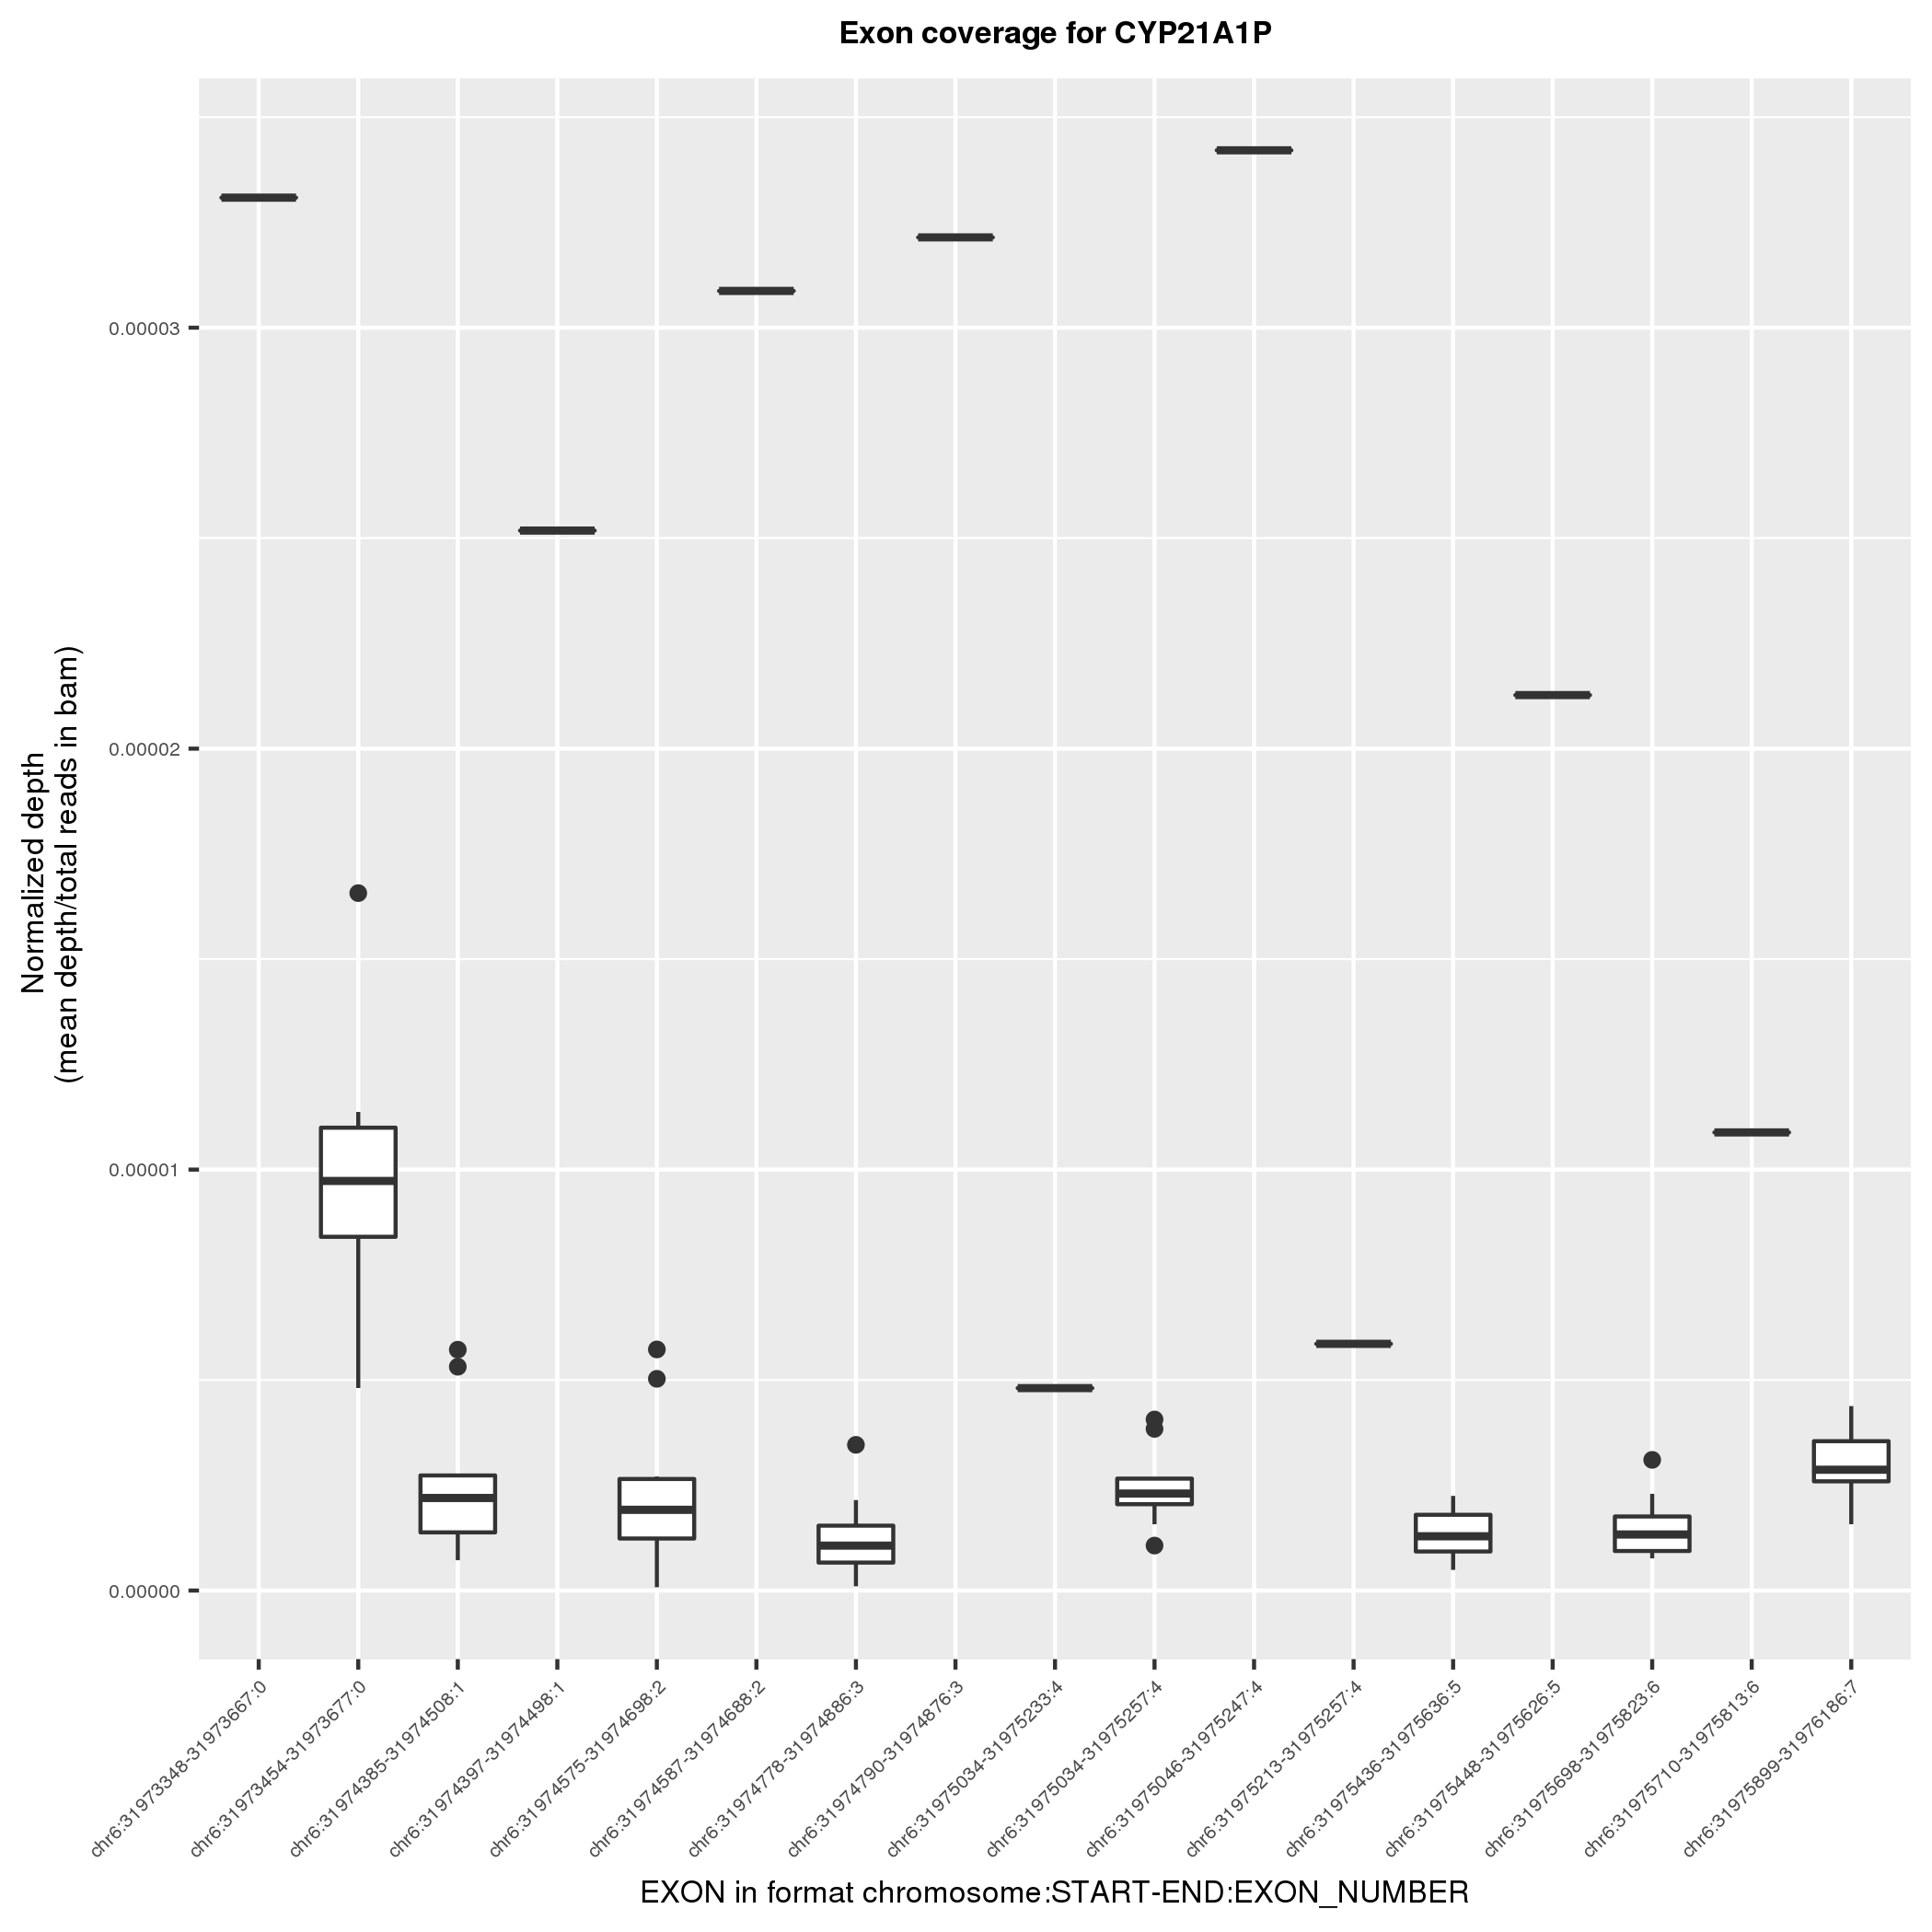 Exon coverage for CYP21A1P
Normalized depth
(mean depth/total reads in bam)
0.00003
0.00002
0.00001
0.00000
chr6:31973348-31973667:0
chr6:31973454-31973677:0
chr6:31974385-31974508:1
chr6:31974397-31974498:1
chr6:31974575-31974698:2
chr6:31974587-31974688:2
chr6:31974778-31974886:3
chr6:31974790-31974876:3
chr6:31975034-31975233:4
chr6:31975034-31975257:4
chr6:31975046-31975247:4
chr6:31975213-31975257:4
chr6:31975436-31975636:5
chr6:31975448-31975626:5
chr6:31975698-31975823:6
chr6:31975710-31975813:6
chr6:31975899-31976186:7
EXON in format chromosome:START-END:EXON_NUMBER